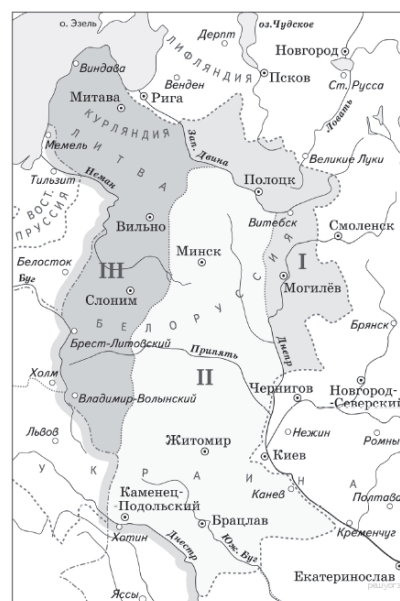 о. Эзель
оз.Чудское
Дерпт
Новгород
ЛИФЛЯНДИЯ
Виндава
Венден
Псков
Ст. Русса
Митава
Рига
Ловать
КУРЛЯНДИЯ
Мемель
Зап. Двина
Великие Луки
ЛИТВА
Неман
Тильзит
Полоцк
ВОСТ.
ПРУССИЯ
Витебск
Вильно
Смоленск
Минск
I
Белосток
III
Могилёв
Буг
Слоним
БЕЛОРУССИЯ
Брянск
Брест-Литовский
Припять
Днепр
Холм
II
Чернигов
Новгород-
-Северский
Владимир-Волынский
Львов
Нежин
Житомир
Ромны
Киев
УКРАИНА
Каменец-
-Подольский
Канев
Полтава
Брацлав
Хотин
Кременчуг
Днестр
Юж. Буг
Екатеринослав
Яссы